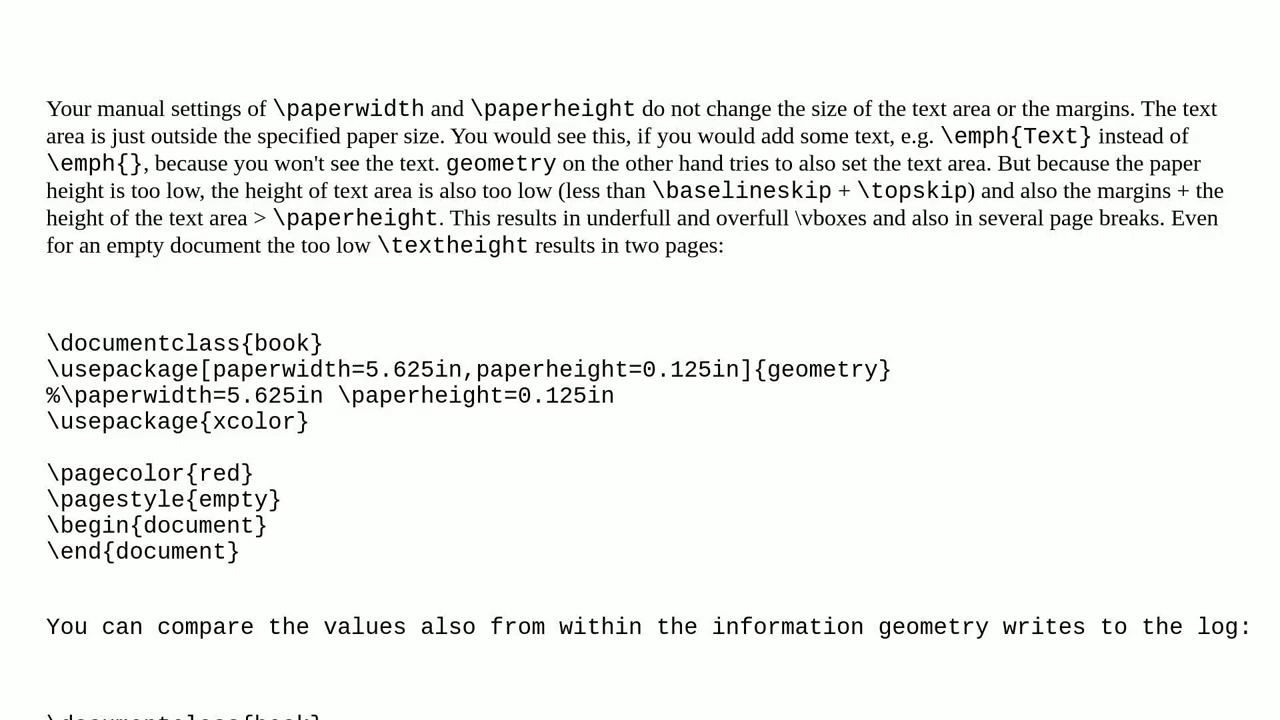 Your manual settings of \paperwidth and \paperheight do not change the size of the text area or the margins. The text
area is just outside the specified paper size. You would see this, if you would add some text, e.g. \emph{Text} instead of
\emph{}, because you won't see the text. geometry on the other hand tries to also set the text area. But because the paper
height is too low, the height of text area is also too low (less than \baselineskip + \topskip) and also the margins + the
height of the text area > \paperheight. This results in underfull and overfull \vboxes and also in several page breaks. Even
for an empty document the too low \textheight results in two pages:
\documentclass{book}
\usepackage[paperwidth=5.625in,paperheight=0.125in]{geometry}
%\paperwidth=5.625in \paperheight=0.125in
\usepackage{xcolor}
\pagecolor{red}
\pagestyle{empty}
\begin{document}
\end{document}
You can compare the values also from within the information geometry writes to the log:
\documentclass{book}